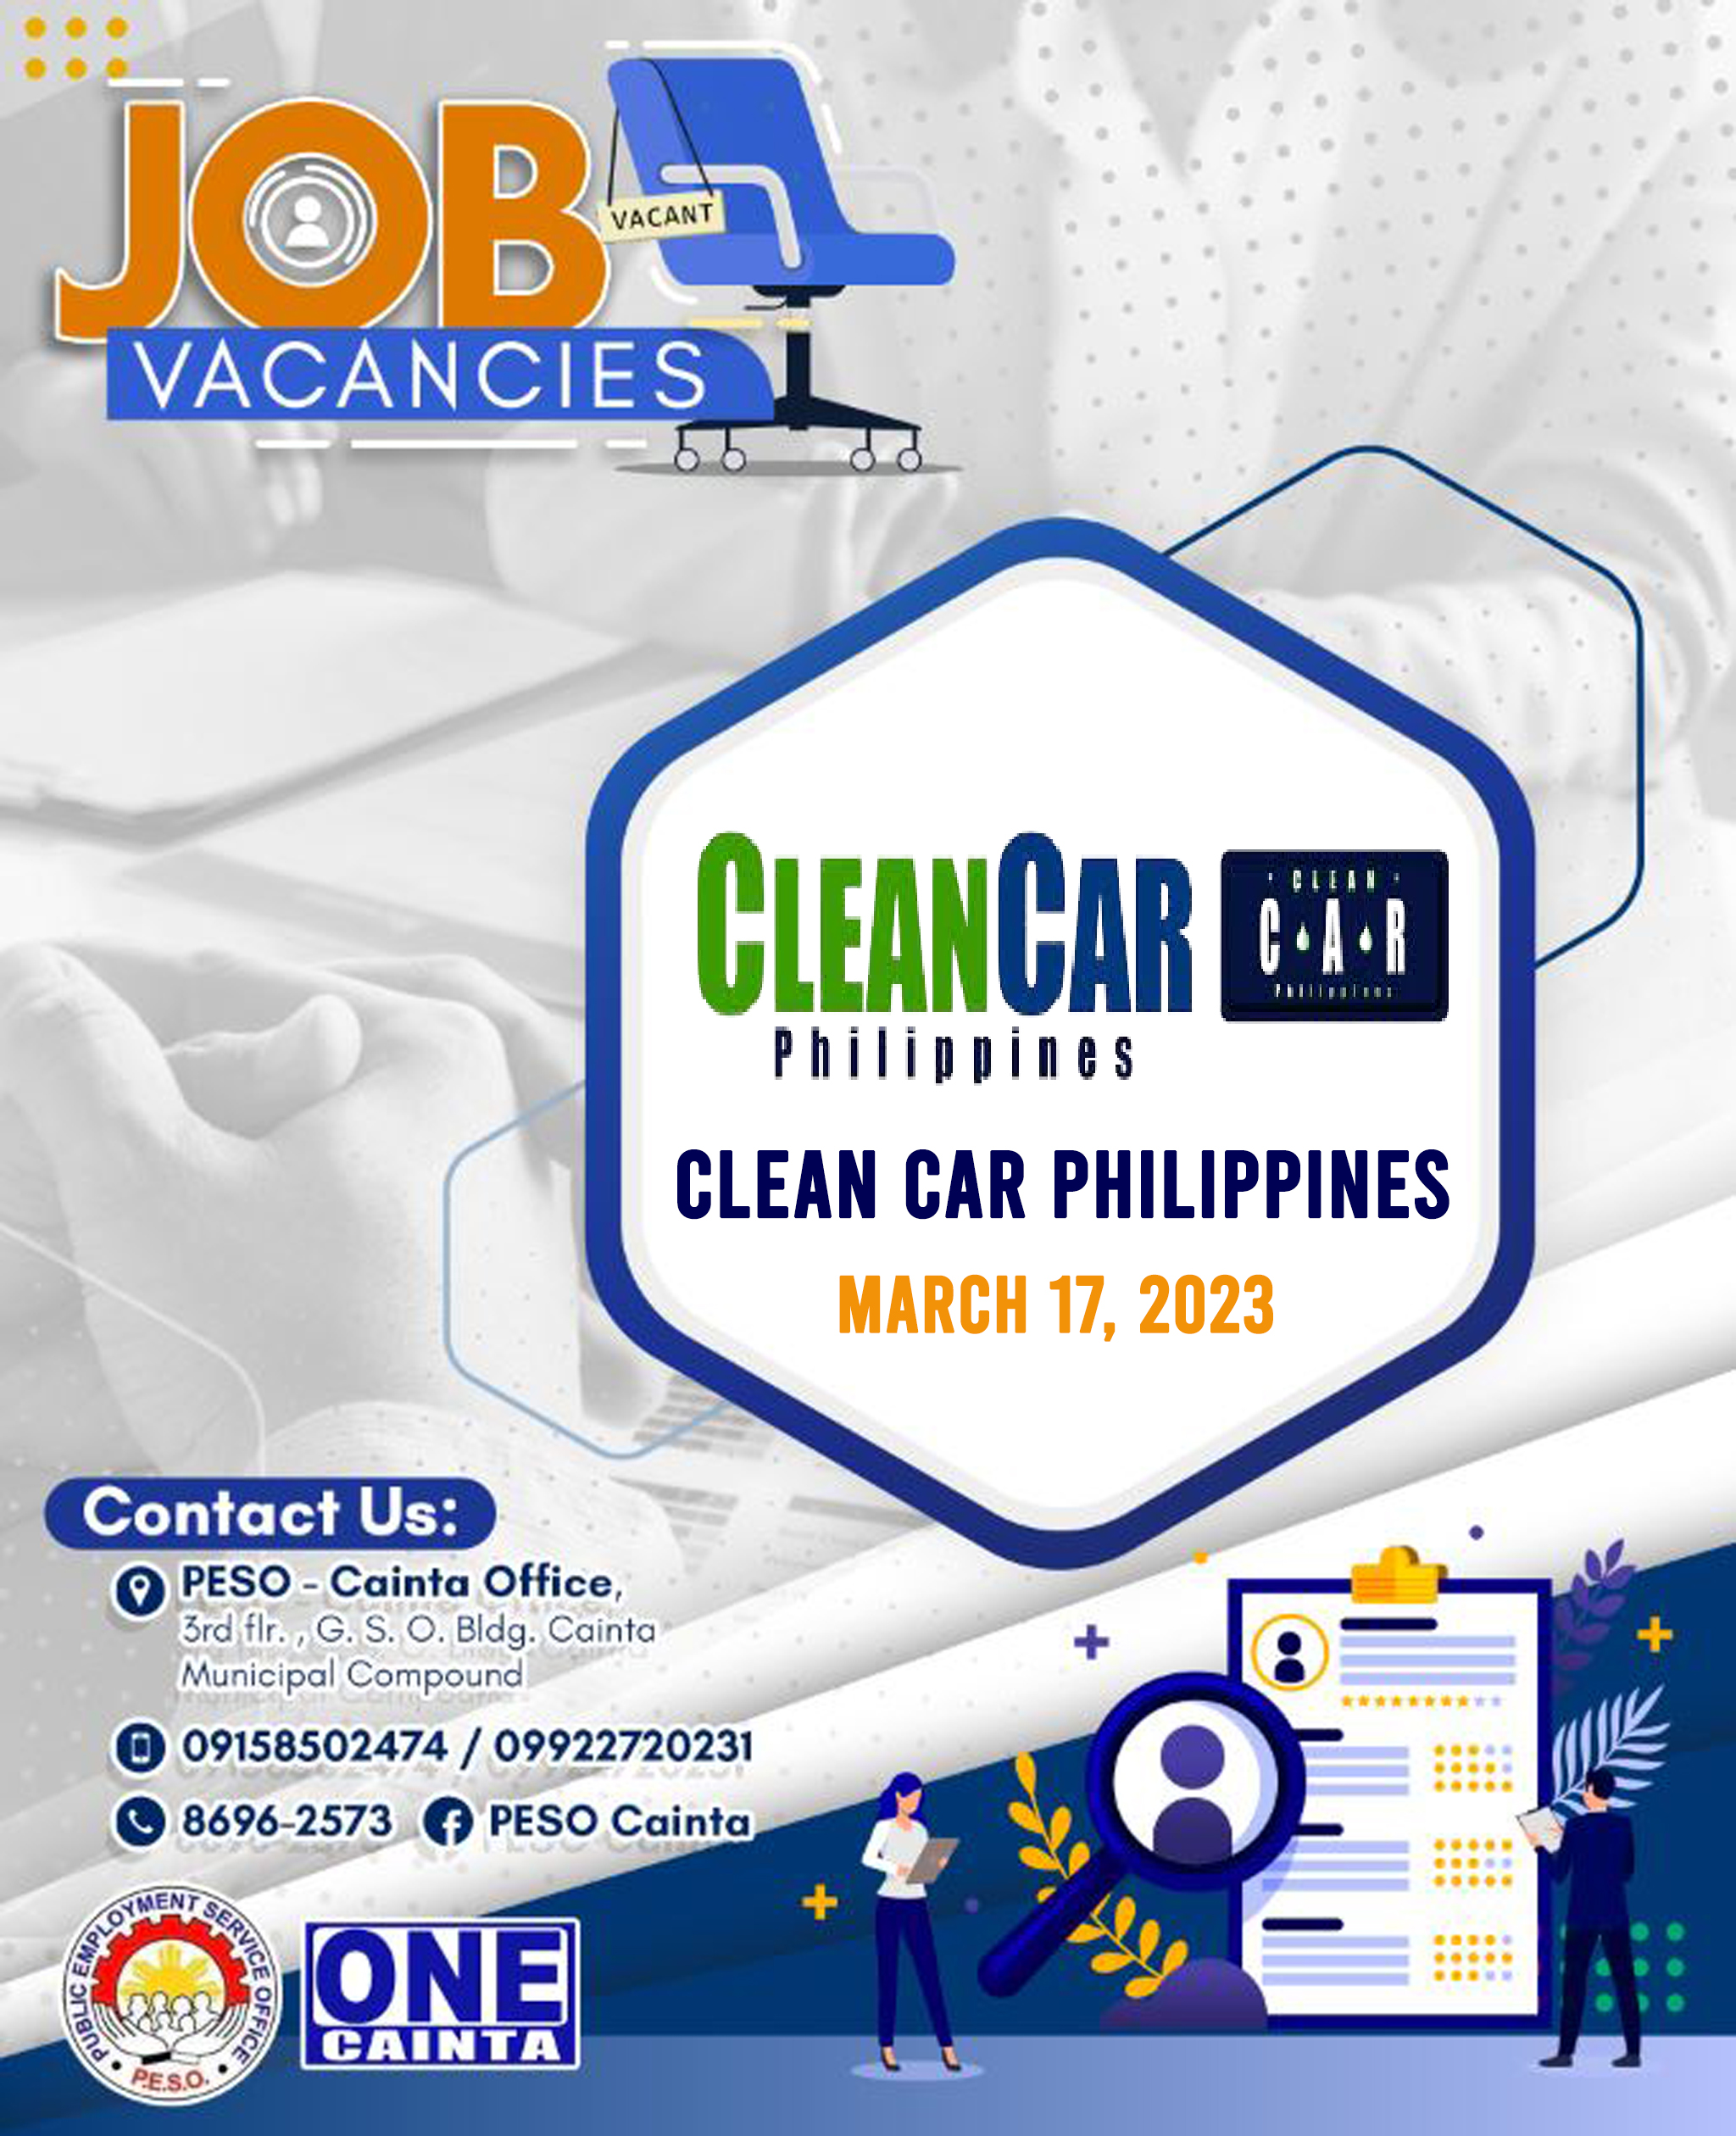 JOB
VACANT
VACANCIES
CLEANCAR
Philippines
CLEAN
C A R
Philippines
CLEAN CAR PHILIPPINES
MARCH 17, 2023
Contact Us:
PESO - Cainta Office,
3rd flr. , G. S. O. Bldg. Cainta
Municipal Compound
09158502474 / 09922720231
8696-2573 PESO Cainta
PUBLIC EMPLOYMENT SERVICE OFFICE
P.E.S.O.
ONE
CAINTA